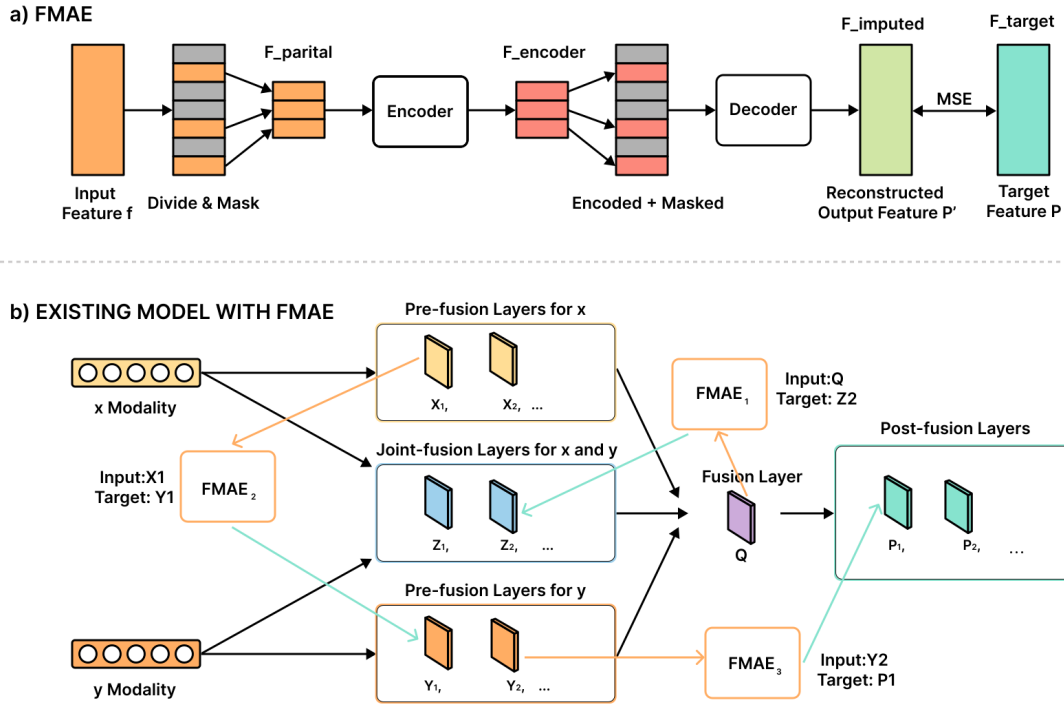 a) FMAE
F_parital
F_encoder
F_imputed
F_target
Encoder
Decoder
MSE
Input
Feature f
Divide & Mask
Encoded + Masked
Reconstructed
Output Feature P'
Target
Feature P
b) EXISTING MODEL WITH FMAE
Pre-fusion Layers for x
X₁,
X₂, ...
x Modality
FMAE₁
Input:Q
Target: Z2
Joint-fusion Layers for x and y
Z₁,
Z₂, ...
Input:X1
Target: Y1
FMAE₂
Fusion Layer
Q
Post-fusion Layers
P₁,
P₂, ...
Pre-fusion Layers for y
Y₁,
Y₂, ...
y Modality
FMAE₃
Input:Y2
Target: P1